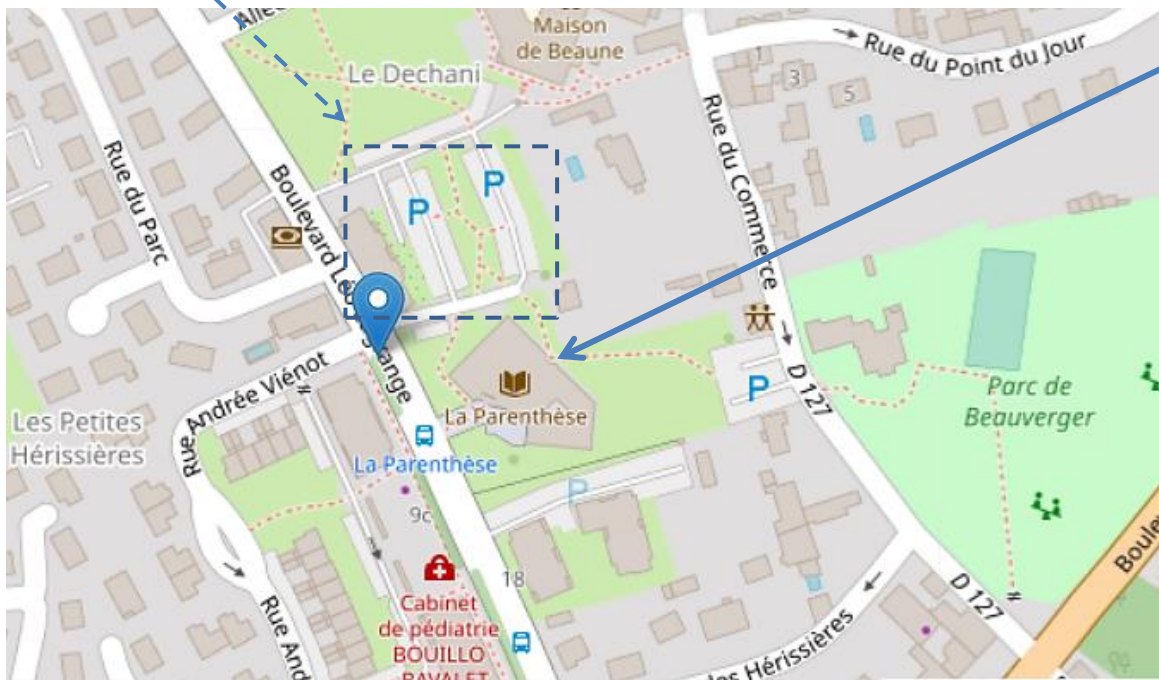 Maison
de Beaune
Rue du Point du Jour
1
3
5
Le Dechani
P
P
Rue du Parc
Boulevard Léo
grange
Rue du Commerce
Rue Andrée Viénot
La Parenthèse
P
D 127
Parc de
Beauverger
Les Petites
Hérissières
La Parenthèse
P
9c
18
Cabinet
de pédiatrie
BOUILLO
RAVALET
Rue And
des Hérissières
D 127
Boule